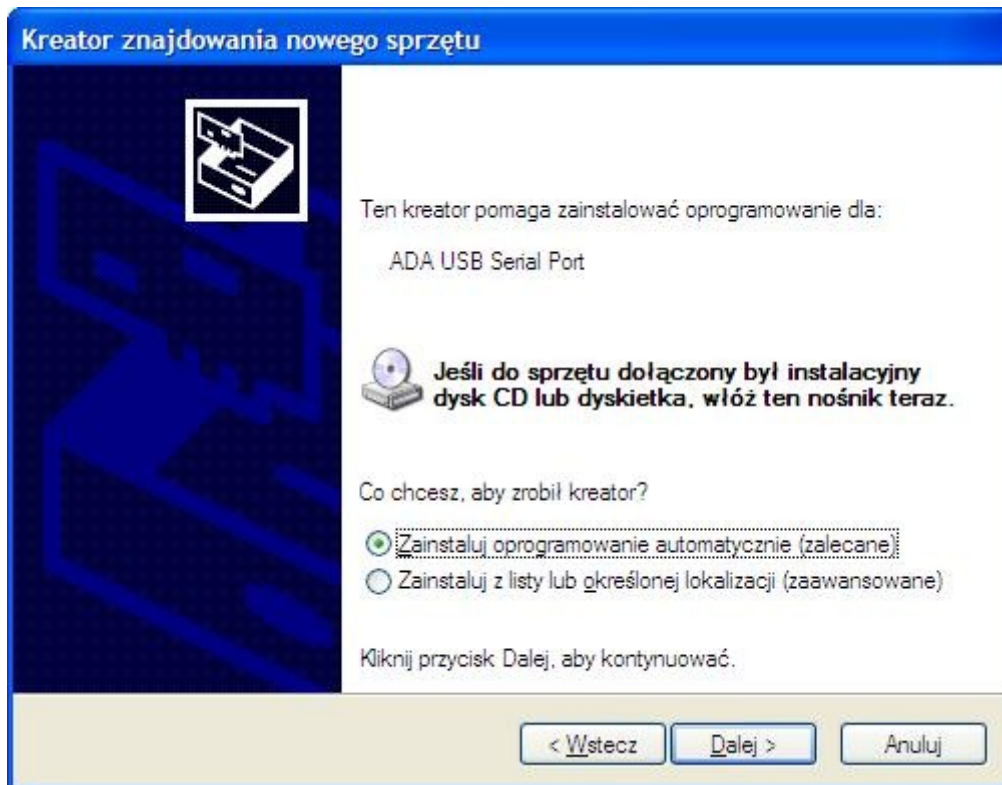 Kreator znajdowania nowego sprzętu
Ten kreator pomaga zainstalować oprogramowanie dla:
ADA USB Serial Port
Jeśli do sprzętu dołączony był instalacyjny
dysk CD lub dyskietka, włóż ten nośnik teraz.
Co chcesz, aby zrobił kreator?
Zainstaluj oprogramowanie automatycznie (zalecane)
Zainstaluj z listy lub określonej lokalizacji (zaawansowane)
Kliknij przycisk Dalej, aby kontynuować.
< Wstecz Dalej > Anuluj